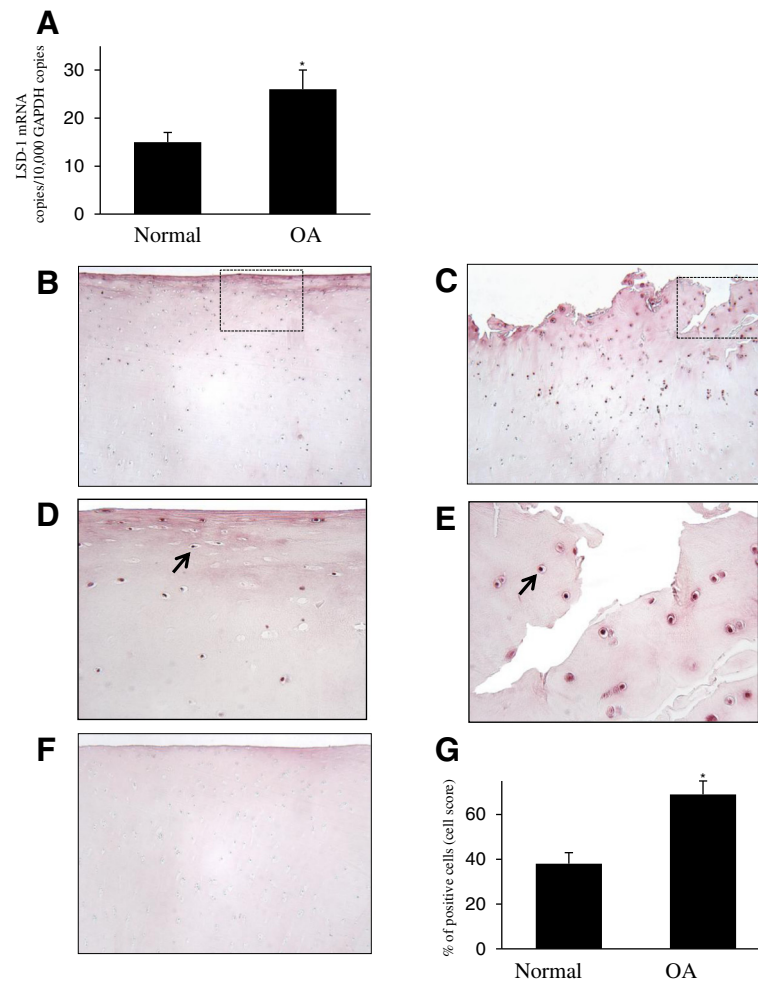 A
LSD-1 mRNA
copies/10,000 GAPDH copies
30
20
10
0
*
Normal OA
B
C
D
E
F
G
% of positive cells (cell score)
60
40
20
0
*
Normal OA